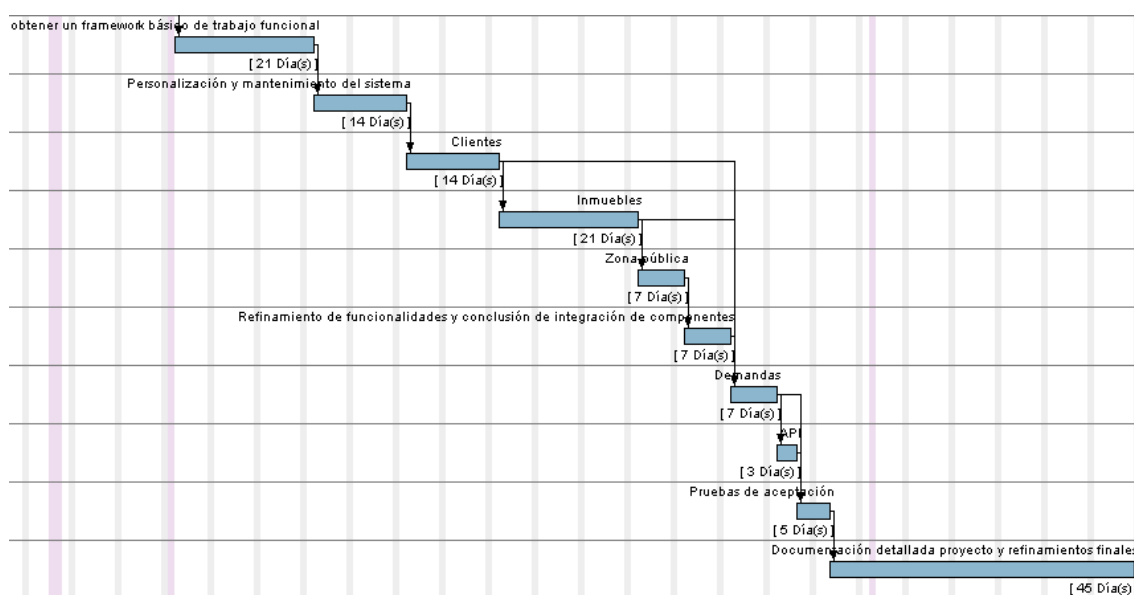 obtener un framework básico de trabajo funcional
[ 21 Día(s) ]
Personalización y mantenimiento del sistema
[ 14 Día(s) ]
Clientes
[ 14 Día(s) ]
Inmuebles
[ 21 Día(s) ]
Zona pública
[ 7 Día(s) ]
Refinamiento de funcionalidades y conclusión de integración de componentes
[ 7 Día(s) ]
Demandas
[ 7 Día(s) ]
API
[ 3 Día(s) ]
Pruebas de aceptación
[ 5 Día(s) ]
Documentación detallada proyecto y refinamientos finales
[ 45 Día(s)